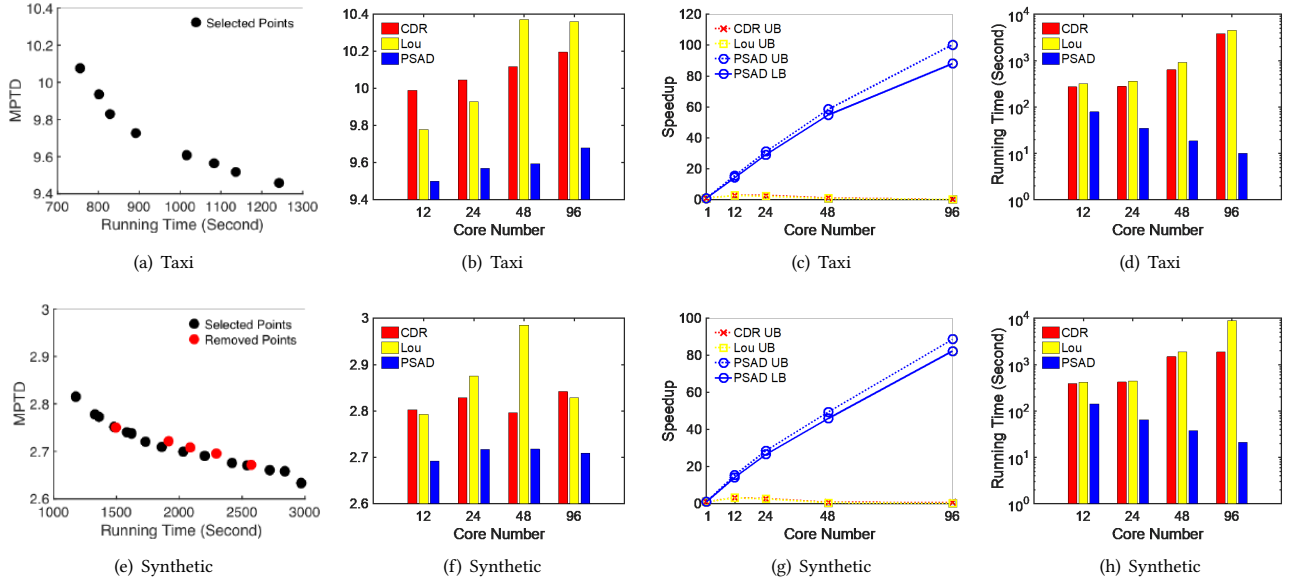 10.4
10.2
10
9.8
9.6
9.4
MPTD
Selected Points
700 800 900 1000 1100 1200 1300
Running Time (Second)
(a) Taxi
10.4
10.2
10
9.8
9.6
9.4
CDR
Lou
PSAD
12 24 48 96
Core Number
(b) Taxi
120
100
80
60
40
20
0
Speedup
CDR UB
Lou UB
PSAD UB
PSAD LB
1 12 24 48 96
Core Number
(c) Taxi
10^4
10^3
10^2
10^1
10^0
Running Time (Second)
CDR
Lou
PSAD
12 24 48 96
Core Number
(d) Taxi
3
2.9
2.8
2.7
2.6
MPTD
Selected Points
Removed Points
1000 1500 2000 2500 3000
Running Time (Second)
(e) Synthetic
3
2.9
2.8
2.7
2.6
CDR
Lou
PSAD
12 24 48 96
Core Number
(f) Synthetic
100
80
60
40
20
0
Speedup
CDR UB
Lou UB
PSAD UB
PSAD LB
1 12 24 48 96
Core Number
(g) Synthetic
10^4
10^3
10^2
10^1
10^0
Running Time (Second)
CDR
Lou
PSAD
12 24 48 96
Core Number
(h) Synthetic